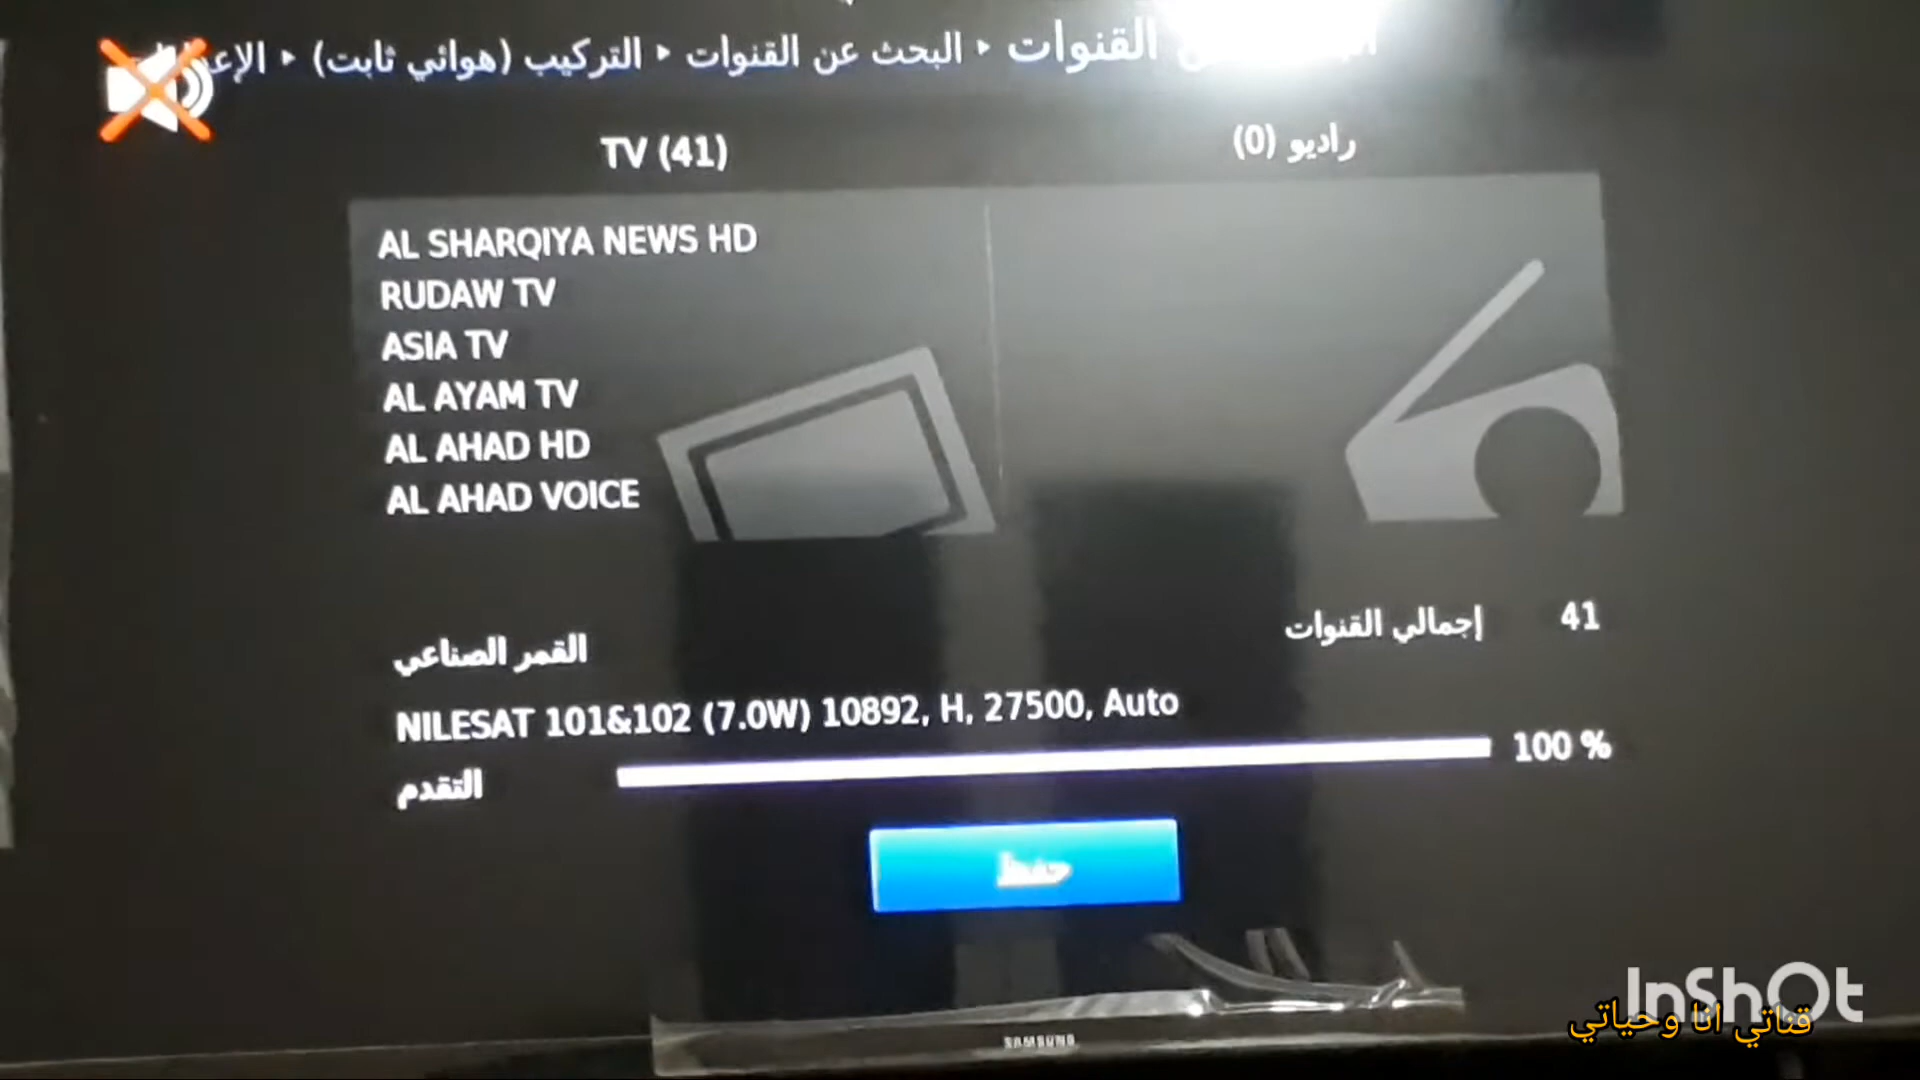 القنوات ◂ البحث عن القنوات ◂ التركيب (هوائي ثابت) ◂
TV (41)
راديو (0)
AL SHARQIYA NEWS HD
RUDAW TV
ASIA TV
AL AYAM TV
AL AHAD HD
AL AHAD VOICE
إجمالي القنوات 41
القمر الصناعي
NILESAT 101&102 (7.0W) 10892, H, 27500, Auto
التقدم 100 %
حفظ
SAMSUNG
InShOt
قناتي انا وحياتي